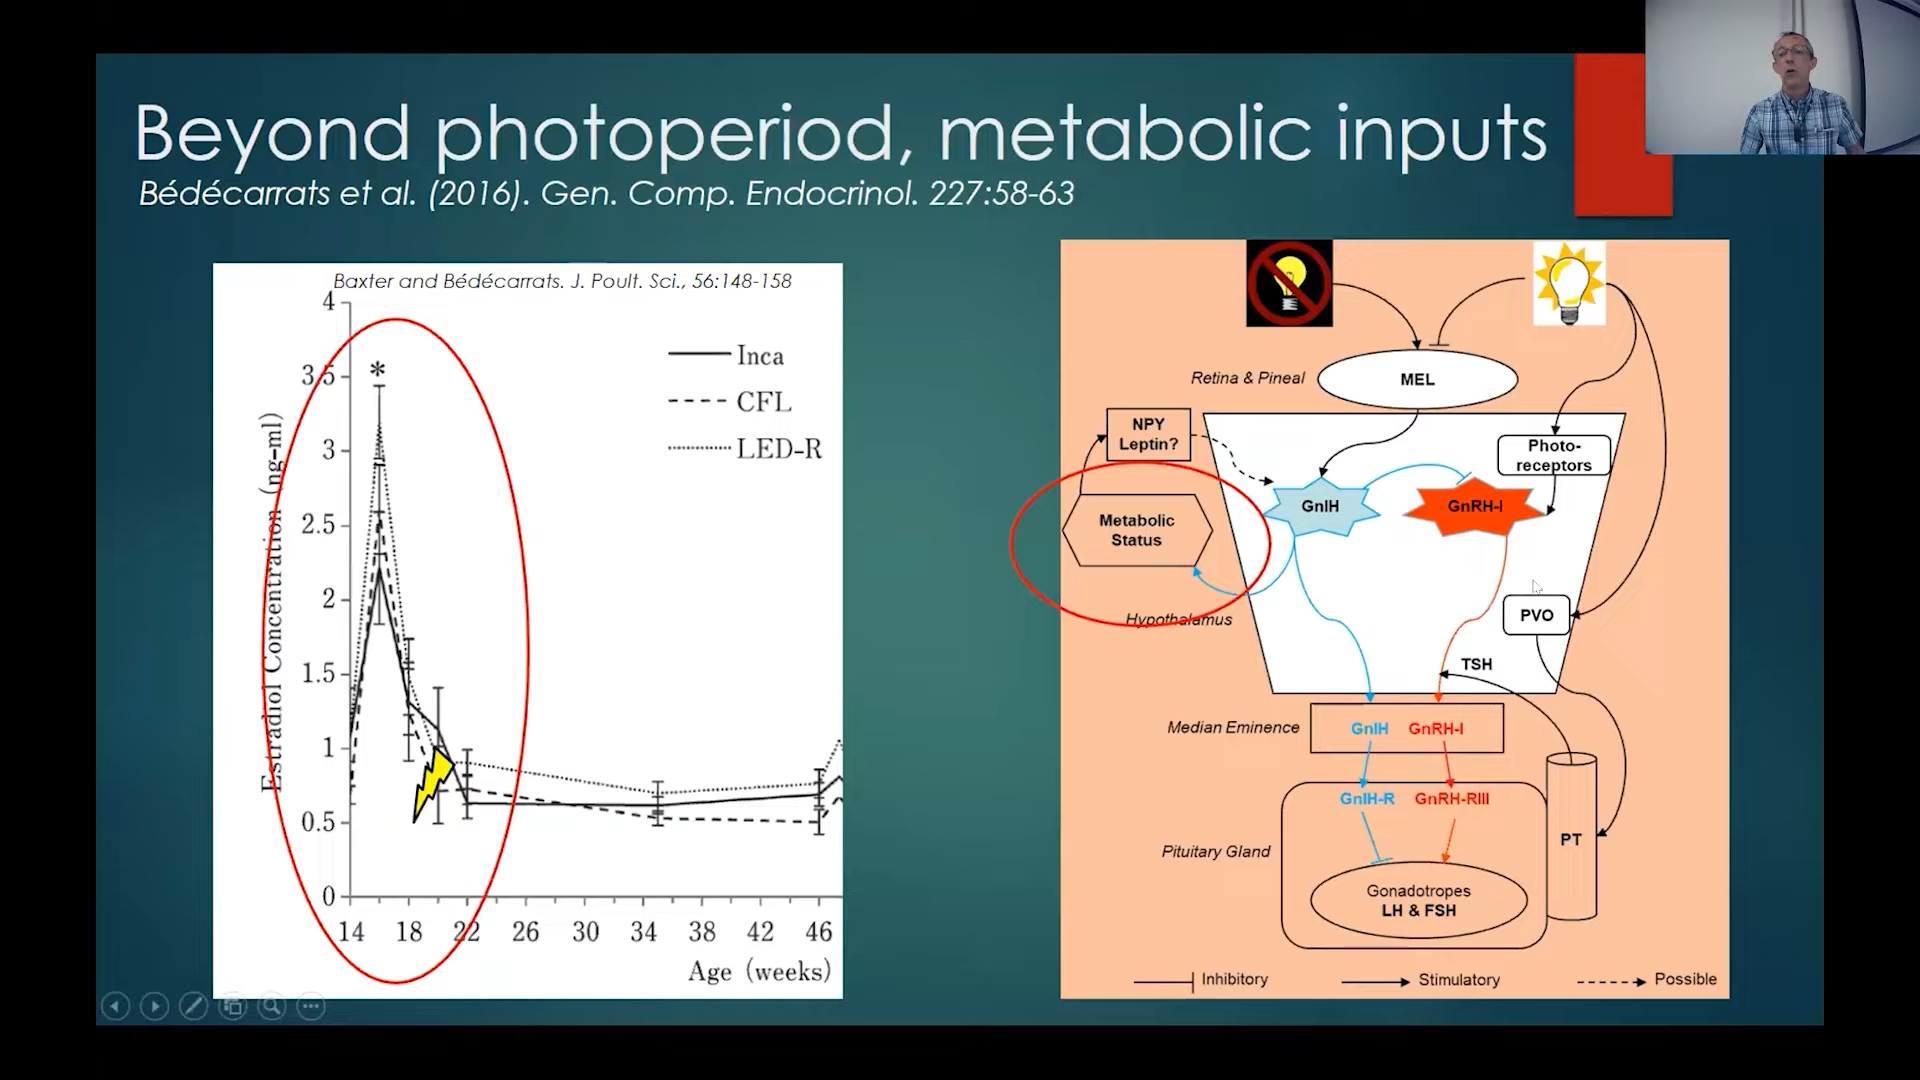 Beyond photoperiod, metabolic inputs
Bédécarrats et al. (2016). Gen. Comp. Endocrinol. 227:58-63
Baxter and Bédécarrats. J. Poult. Sci., 56:148-158
4
3.5
3
2.5
2
1.5
1
0.5
0
*
Inca
CFL
LED-R
Estradiol Concentration (ng-ml)
14 18 22 26 30 34 38 42 46
Age (weeks)
Retina & Pineal
MEL
NPY
Leptin?
Photo-
receptors
GnIH
GnRH-I
Metabolic
Status
Hypothalamus
PVO
TSH
Median Eminence
GnIH GnRH-I
GnIH-R GnRH-RIII
Pituitary Gland
PT
Gonadotropes
LH & FSH
Inhibitory
Stimulatory
Possible